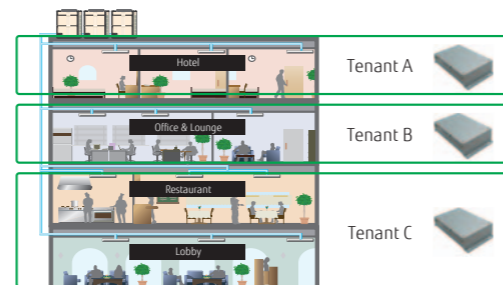 Hotel
Tenant A
Office & Lounge
Tenant B
Restaurant
Tenant C
Lobby